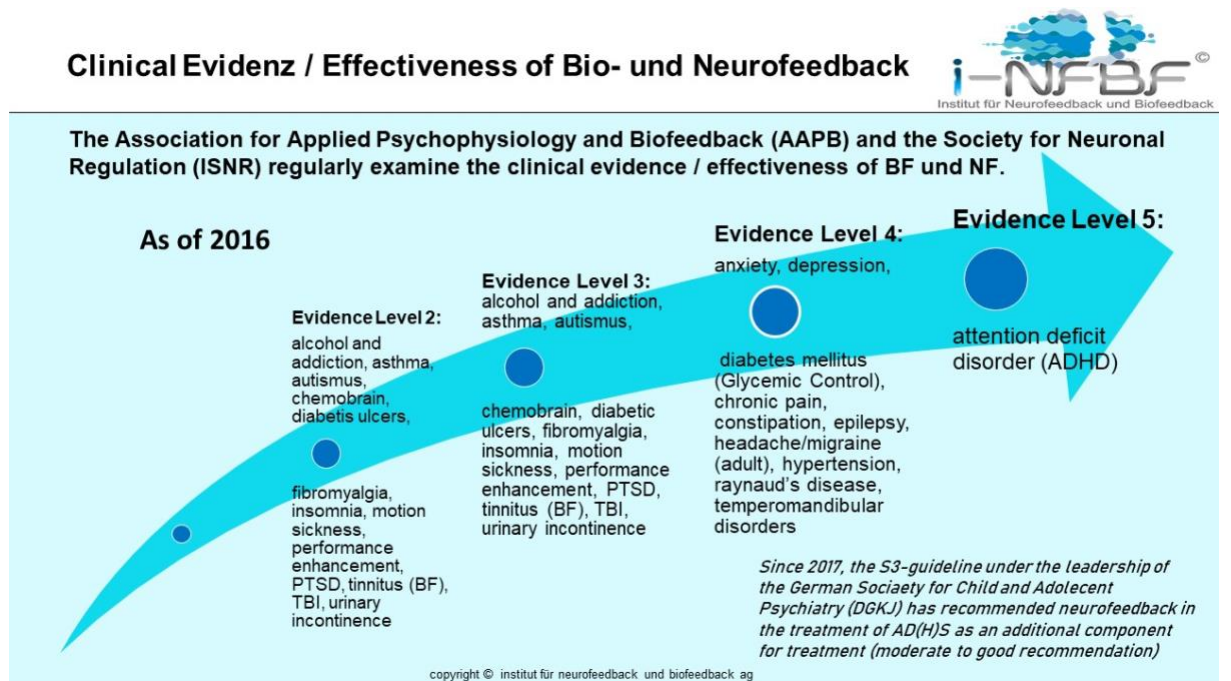 Clinical Evidenz / Effectiveness of Bio- und Neurofeedback
i-NFBF ©
Institut für Neurofeedback und Biofeedback
The Association for Applied Psychophysiology and Biofeedback (AAPB) and the Society for Neuronal
Regulation (ISNR) regularly examine the clinical evidence / effectiveness of BF und NF.
As of 2016
Evidence Level 2:
alcohol and
addiction, asthma,
autismus,
chemobrain,
diabetis ulcers,
fibromyalgia,
insomnia, motion
sickness,
performance
enhancement,
PTSD, tinnitus (BF),
TBI, urinary
incontinence
Evidence Level 3:
alcohol and addiction,
asthma, autismus,
chemobrain, diabetic
ulcers, fibromyalgia,
insomnia, motion
sickness, performance
enhancement, PTSD,
tinnitus (BF), TBI,
urinary incontinence
Evidence Level 4:
anxiety, depression,
diabetes mellitus
(Glycemic Control),
chronic pain,
constipation, epilepsy,
headache/migraine
(adult), hypertension,
raynaud's disease,
temperomandibular
disorders
Evidence Level 5:
attention deficit
disorder (ADHD)
Since 2017, the S3-guideline under the leadership of
the German Sociaety for Child and Adolecent
Psychiatry (DGKJ) has recommended neurofeedback in
the treatment of AD(H)S as an additional component
for treatment (moderate to good recommendation)
copyright © institut für neurofeedback und biofeedback ag